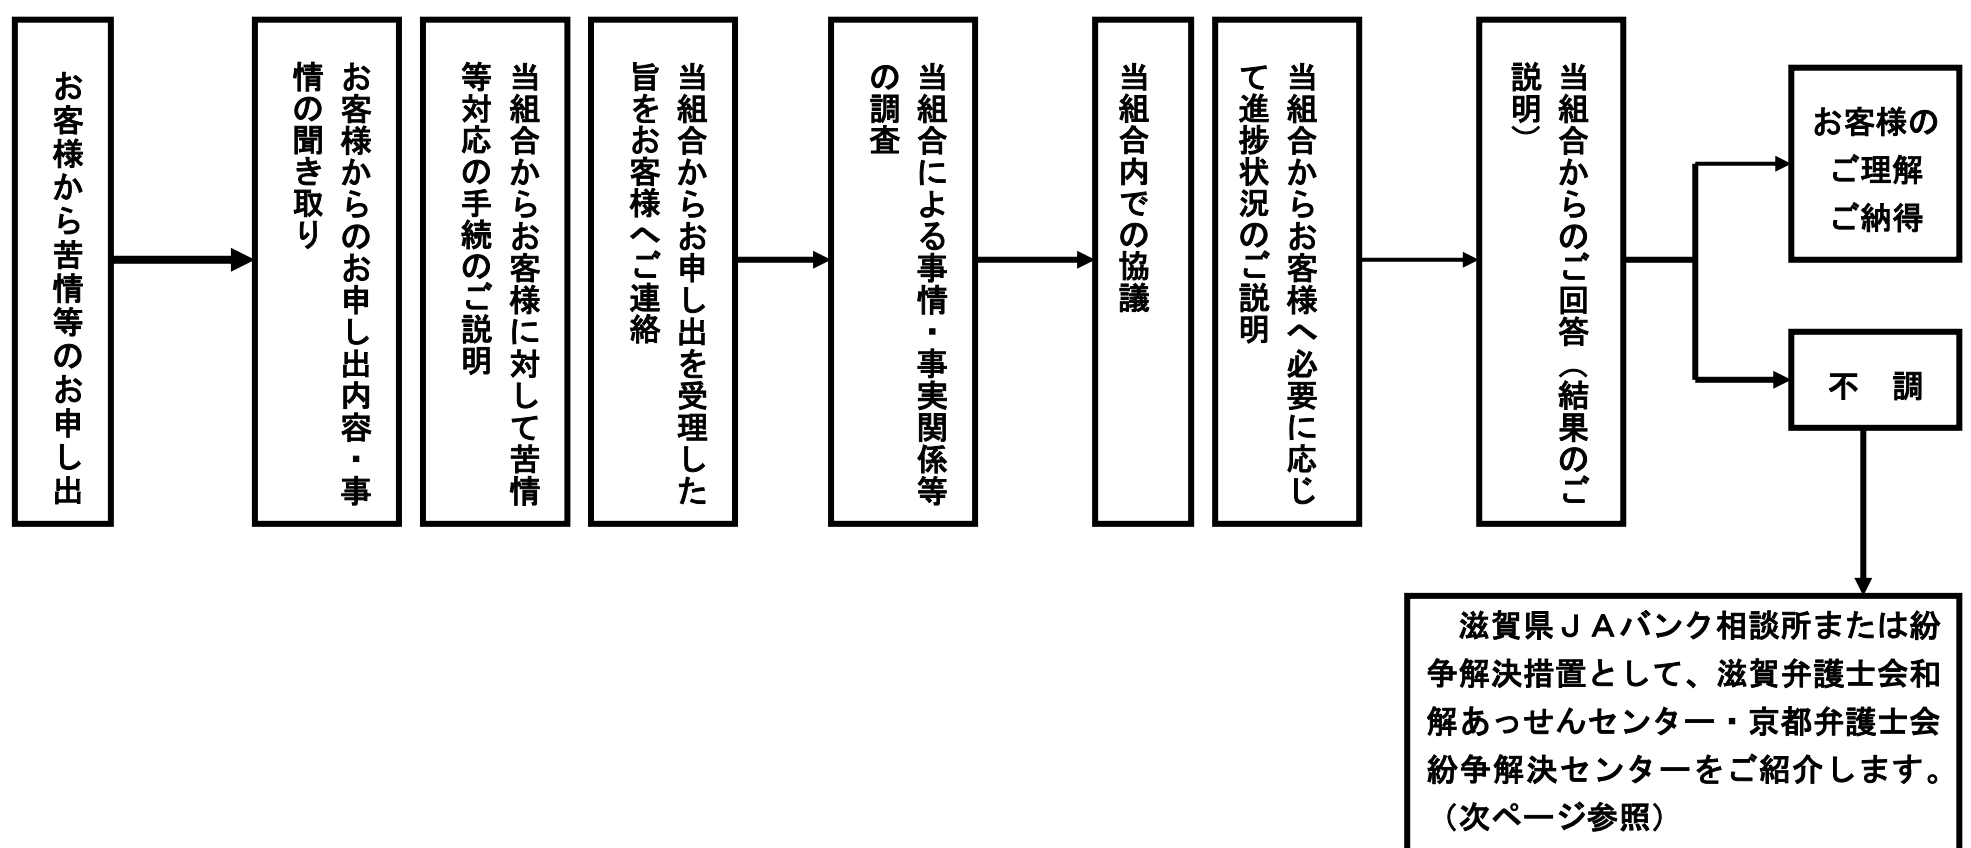 お客様から苦情等のお申し出
お客様からのお申し出内容・事
情の聞き取り
当組合からお客様に対して苦情
等対応の手続のご説明
当組合からお申し出を受理した
旨をお客様へご連絡
当組合による事情・事実関係等
の調査
当組合内での協議
当組合からお客様へ必要に応じ
て進捗状況のご説明
当組合からのご回答（結果のご
説明）
お客様の
ご理解
ご納得
不　調
滋賀県ＪＡバンク相談所または紛
争解決措置として、滋賀弁護士会和
解あっせんセンター・京都弁護士会
紛争解決センターをご紹介します。
（次ページ参照）